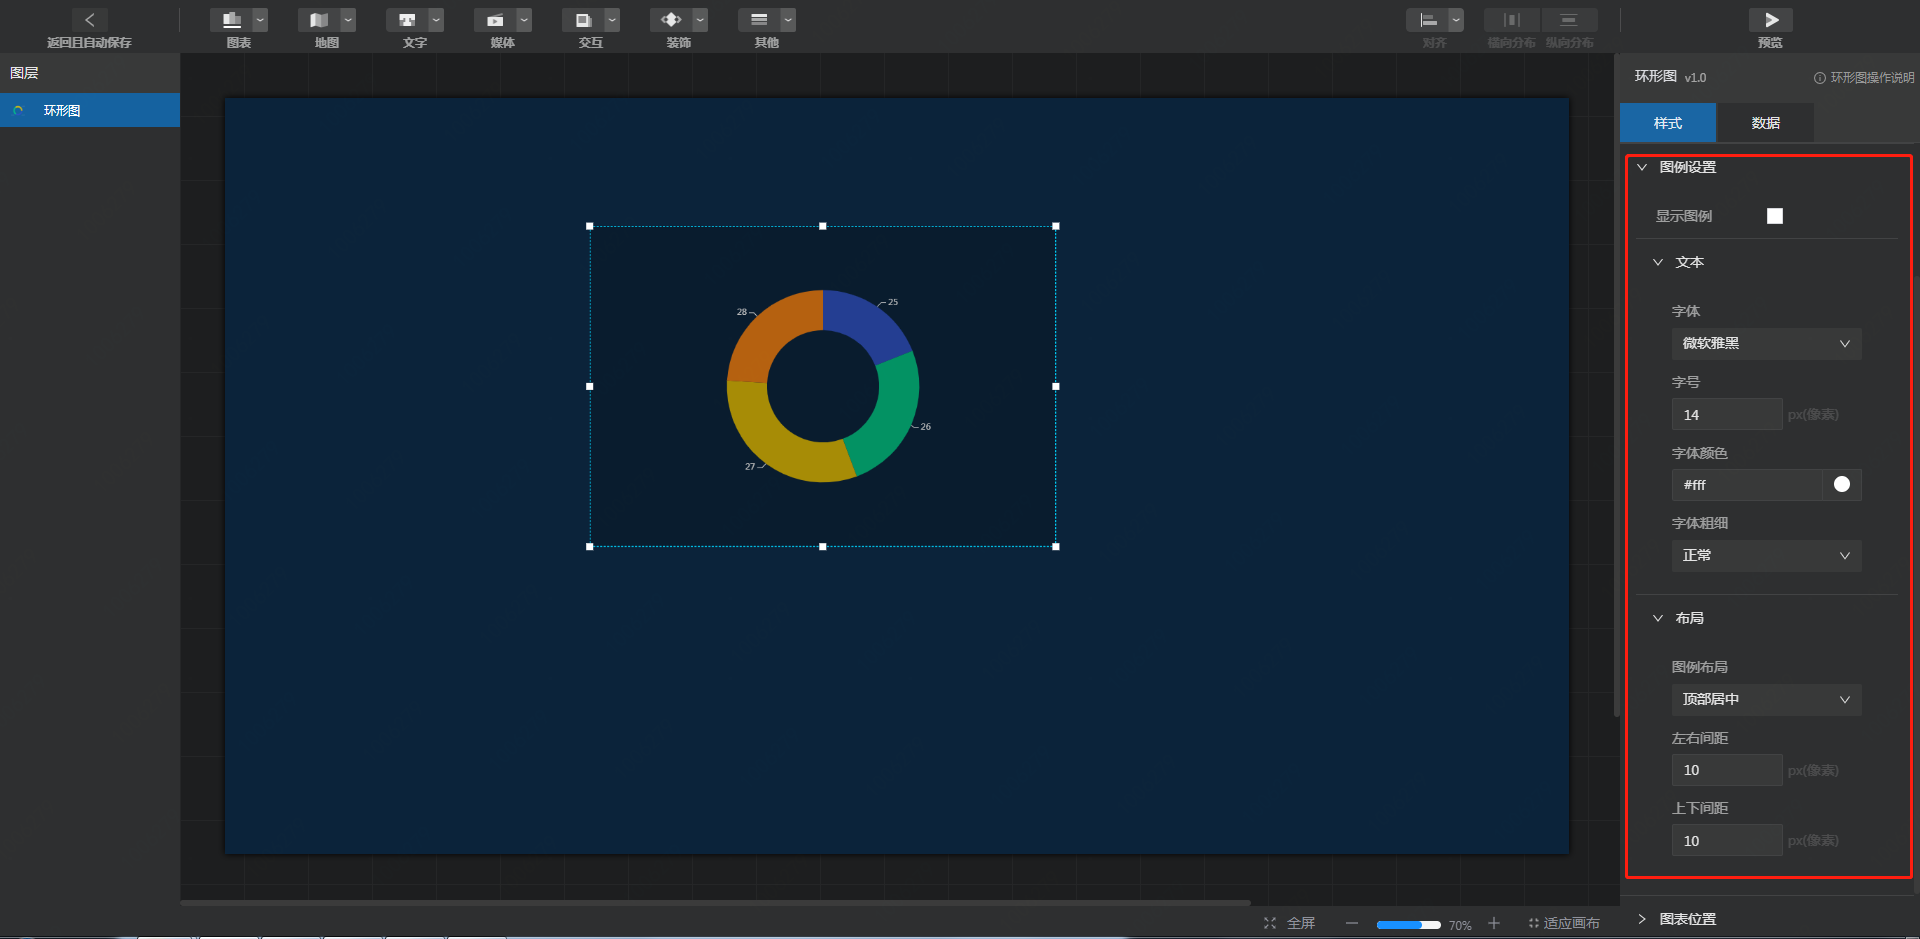 返回且自动保存
图表
地图
文字
媒体
交互
装饰
其他
对齐
横向分布
纵向分布
预览
图层
环形图
环形图 v1.0
环形图操作说明
样式
数据
图例设置
显示图例
文本
字体
微软雅黑
字号
14 px(像素)
字体颜色
#fff
字体粗细
正常
布局
图例布局
顶部居中
左右间距
10 px(像素)
上下间距
10 px(像素)
图表位置
25
28
26
27
全屏
70%
适应画布